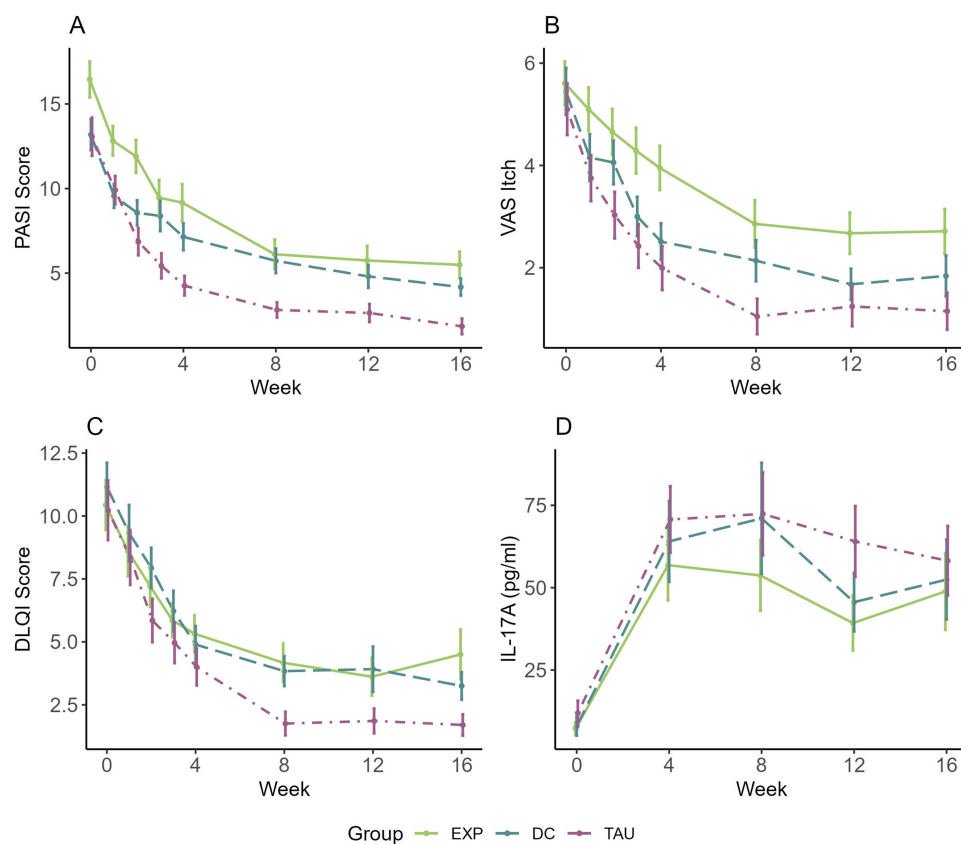 A
PASI Score
15
10
5
0 4 8 12 16
Week
B
VAS Itch
6
4
2
0 4 8 12 16
Week
C
DLQI Score
12.5
10.0
7.5
5.0
2.5
0 4 8 12 16
Week
D
IL-17A (pg/ml)
75
50
25
0 4 8 12 16
Week
Group EXP DC TAU